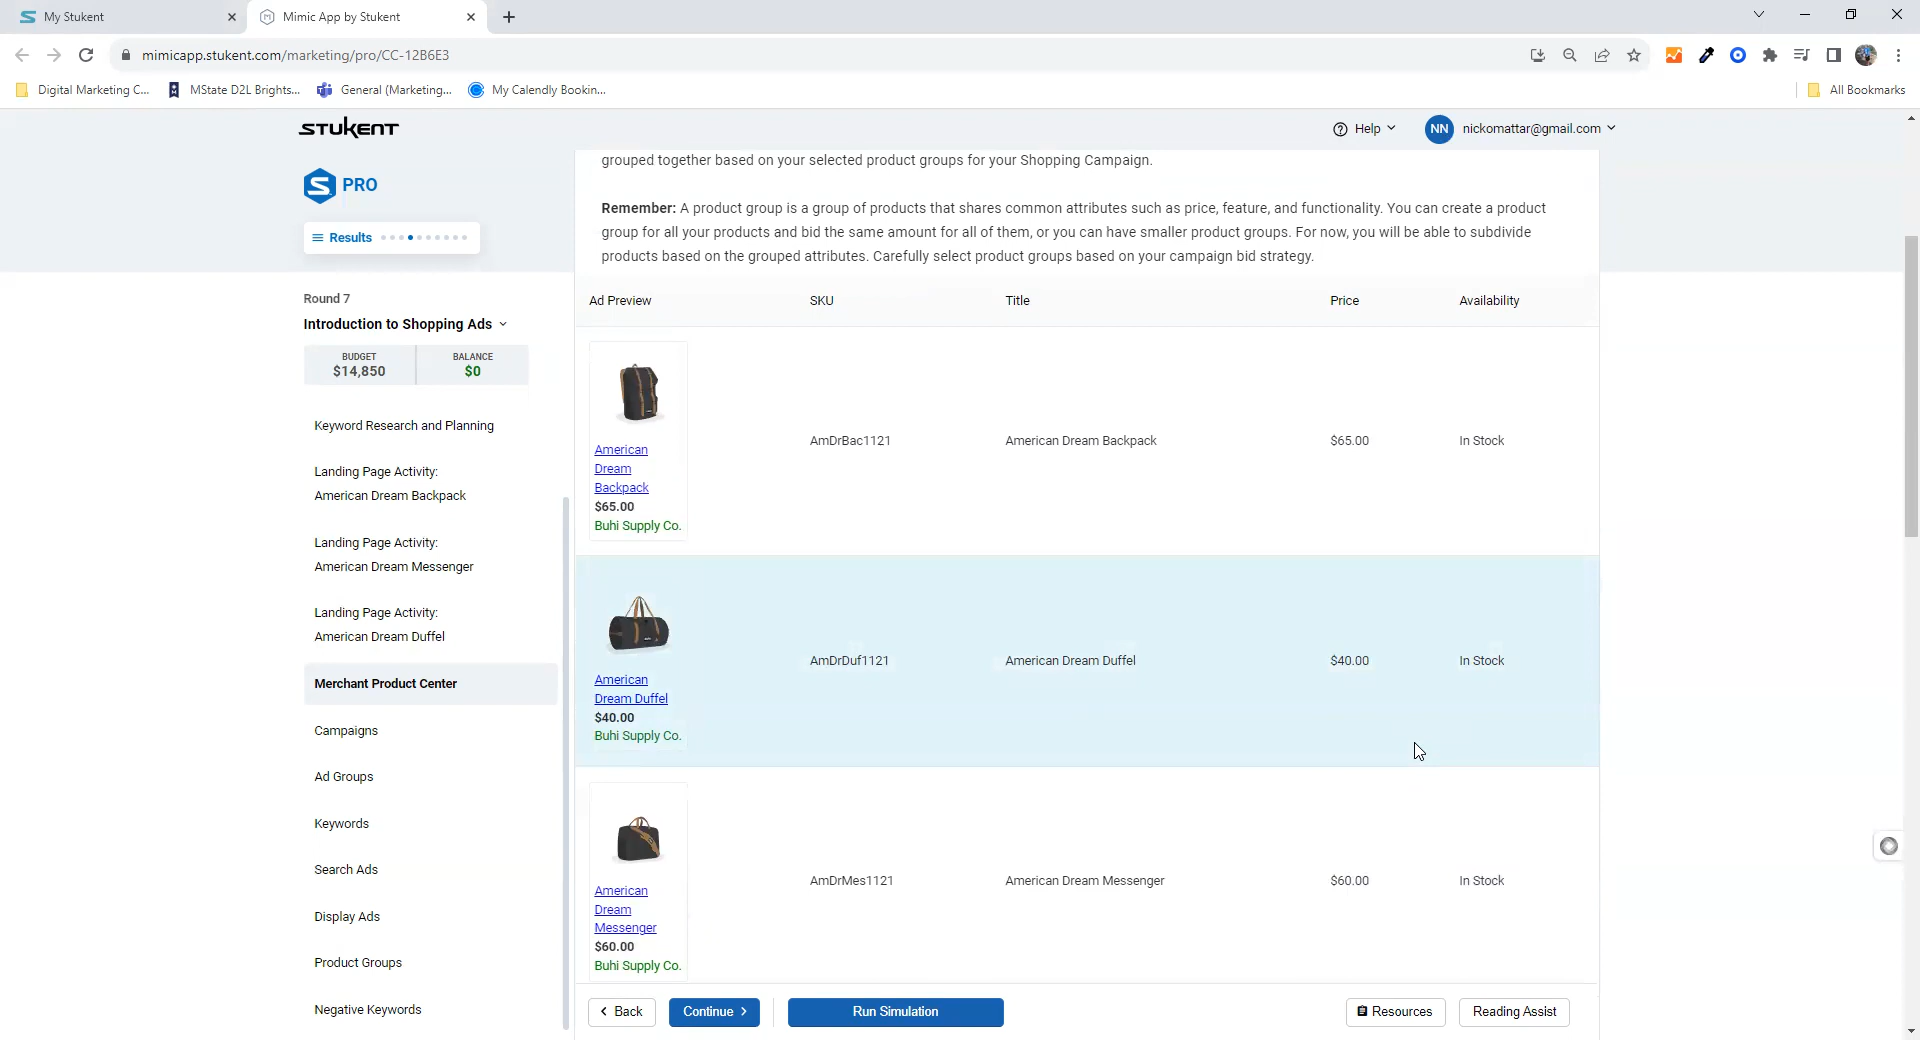 My Stukent
Mimic App by Stukent
mimicapp.stukent.com/marketing/pro/CC-12B6E3
Digital Marketing C...
MState D2L Brights...
General (Marketing...
My Calendly Bookin...
All Bookmarks
STUKENT
Help
NN
nickomattar@gmail.com
S PRO
Results
Round 7
Introduction to Shopping Ads
BUDGET
$14,850
BALANCE
$0
Keyword Research and Planning
Landing Page Activity:
American Dream Backpack
Landing Page Activity:
American Dream Messenger
Landing Page Activity:
American Dream Duffel
Merchant Product Center
Campaigns
Ad Groups
Keywords
Search Ads
Display Ads
Product Groups
Negative Keywords
grouped together based on your selected product groups for your Shopping Campaign.
Remember: A product group is a group of products that shares common attributes such as price, feature, and functionality. You can create a product
group for all your products and bid the same amount for all of them, or you can have smaller product groups. For now, you will be able to subdivide
products based on the grouped attributes. Carefully select product groups based on your campaign bid strategy.
Ad Preview SKU Title Price Availability
American
Dream
Backpack
$65.00
Buhi Supply Co.
AmDrBac1121 American Dream Backpack $65.00 In Stock
American
Dream Duffel
$40.00
Buhi Supply Co.
AmDrDuf1121 American Dream Duffel $40.00 In Stock
American
Dream
Messenger
$60.00
Buhi Supply Co.
AmDrMes1121 American Dream Messenger $60.00 In Stock
Back
Continue
Run Simulation
Resources
Reading Assist